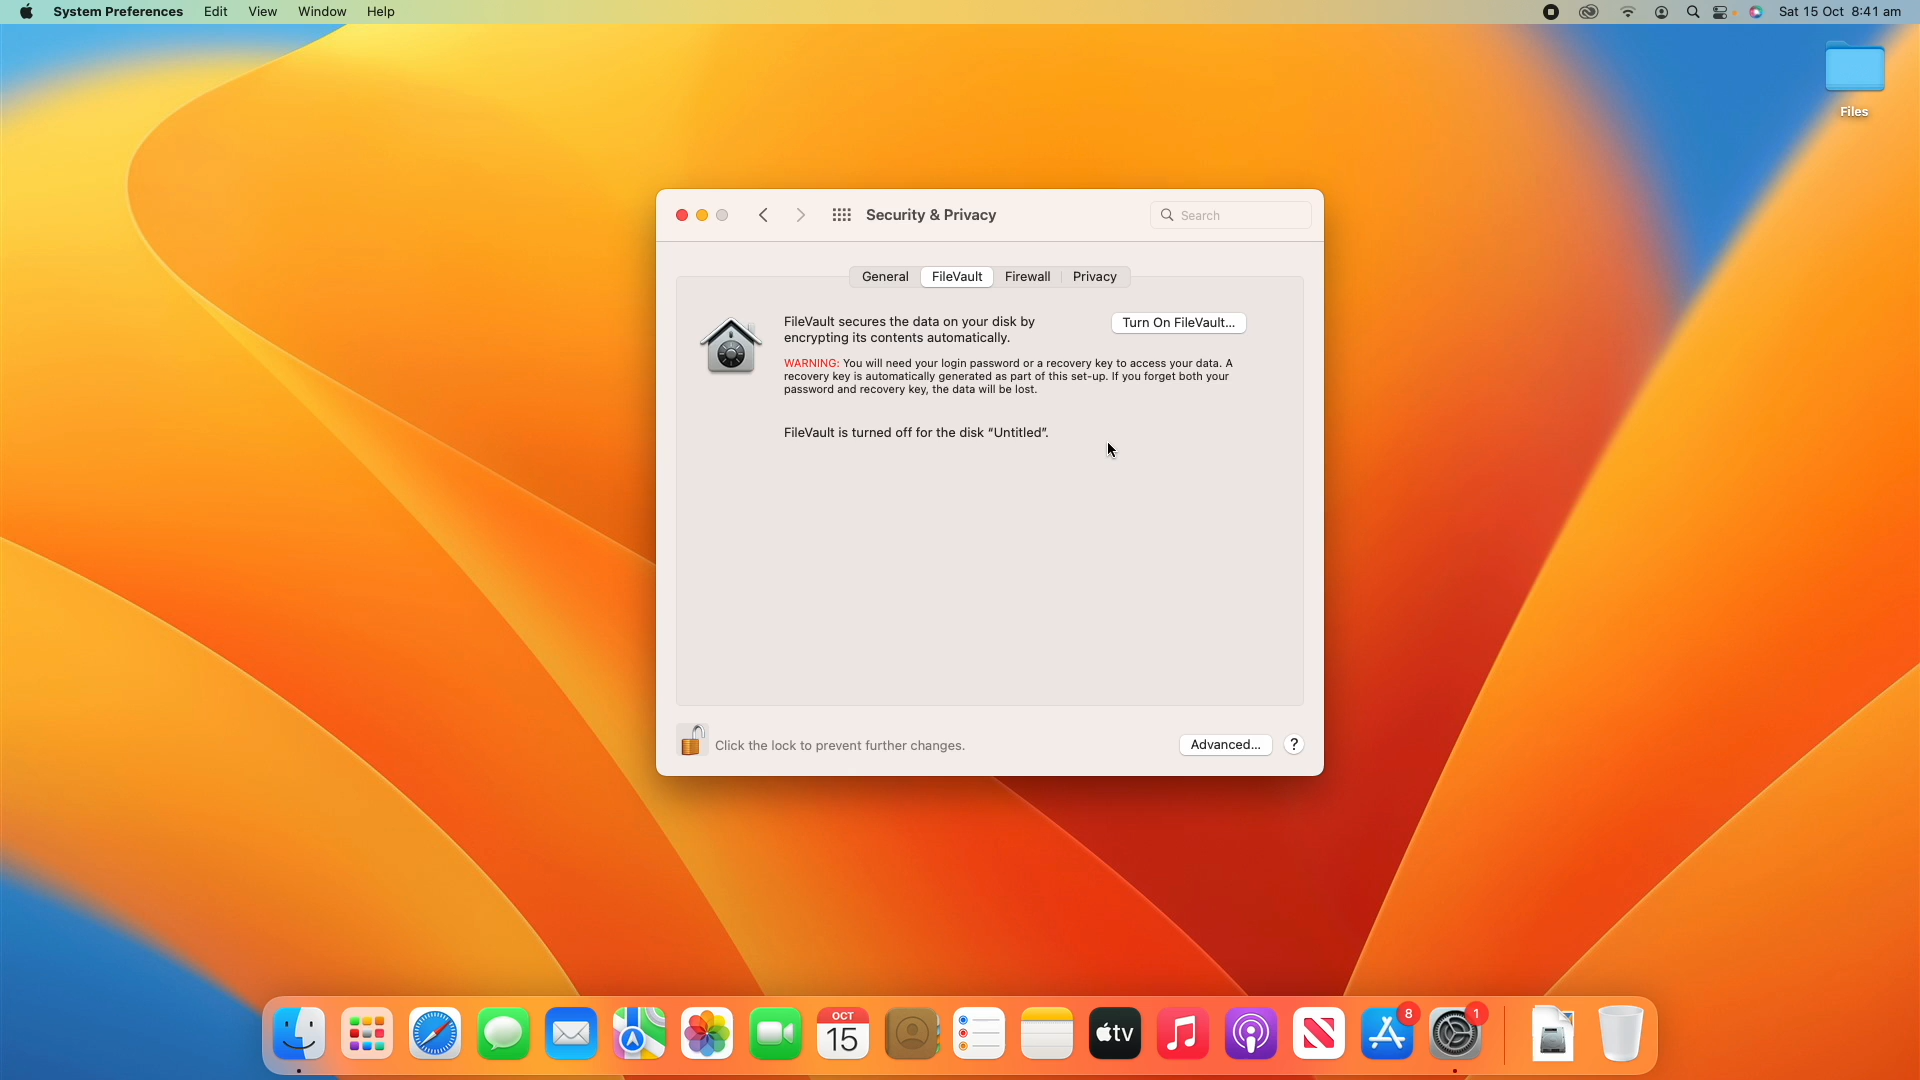 System Preferences Edit View Window Help
Sat 15 Oct 8:41 am
Files
Security & Privacy
Search
General FileVault Firewall Privacy
FileVault secures the data on your disk by
encrypting its contents automatically.
Turn On FileVault...
WARNING: You will need your login password or a recovery key to access your data. A
recovery key is automatically generated as part of this set-up. If you forget both your
password and recovery key, the data will be lost.
FileVault is turned off for the disk “Untitled”.
Click the lock to prevent further changes.
Advanced...
?
OCT
15
tv
8
1